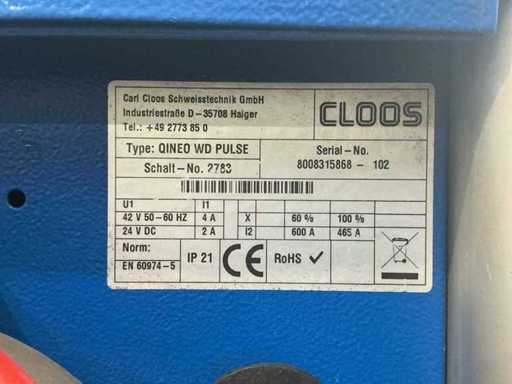 Carl Cloos Schweisstechnik GmbH
Industriestraße D-35708 Haiger
Tel.: +49 2773 85 0
CLOOS
Type: QINEO WD PULSE
Serial-No.
Schalt-No. 2783
8008315868 - 102
U1 I1
42 V 50-60 HZ 4 A X 60 % 100 %
24 V DC 2 A I2 600 A 465 A
Norm:
EN 60974-5
IP 21 CE RoHS ✓